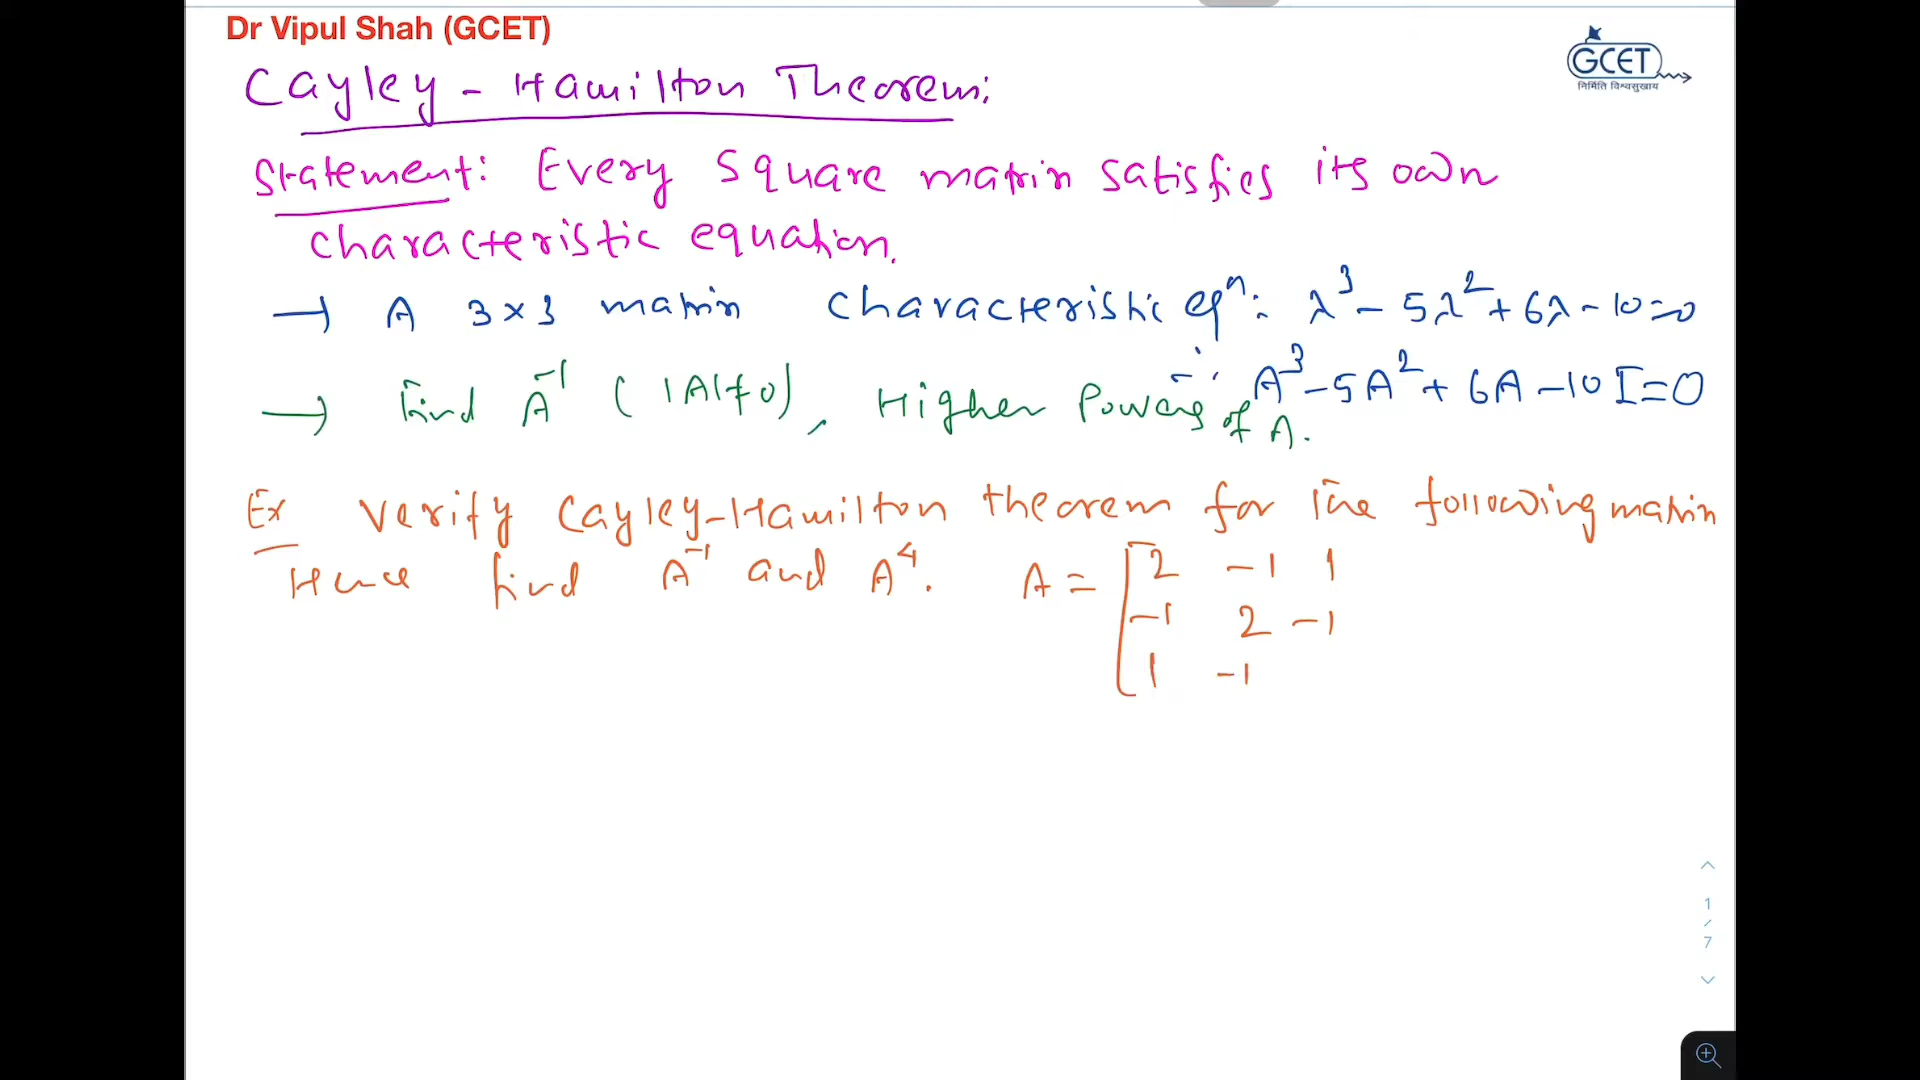 Dr Vipul Shah (GCET)
GCET
निर्मिति विश्वसुखाय
Cayley - Hamilton Theorem:
Statement: Every Square matrix satisfies its own
characteristic equation.
→ A 3×3 matrix characteristic eqⁿ: λ³ - 5λ² + 6λ - 10 = 0
∴ A³ - 5A² + 6A - 10 I = 0
→ Find A⁻¹ (|A| ≠ 0), Higher Powers of A.
Ex Verify Cayley-Hamilton theorem for the following matrix
Hence find A⁻¹ and A⁴. A = [2 -1 1
-1 2 -1
1 -1
1
/
7